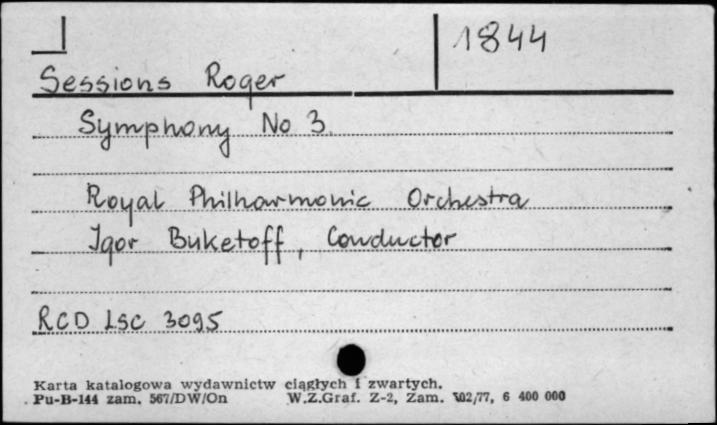 1844
Sessions Roger
Symphony No 3.
Royal Philharmonic Orchestra
Igor Buketoff, Conductor
RCD LSC 3095
Karta katalogowa wydawnictw ciągłych i zwartych.
Pu-B-144 zam. 567/DW/On W.Z.Graf. Z-2, Zam. 102/77, 6 400 000